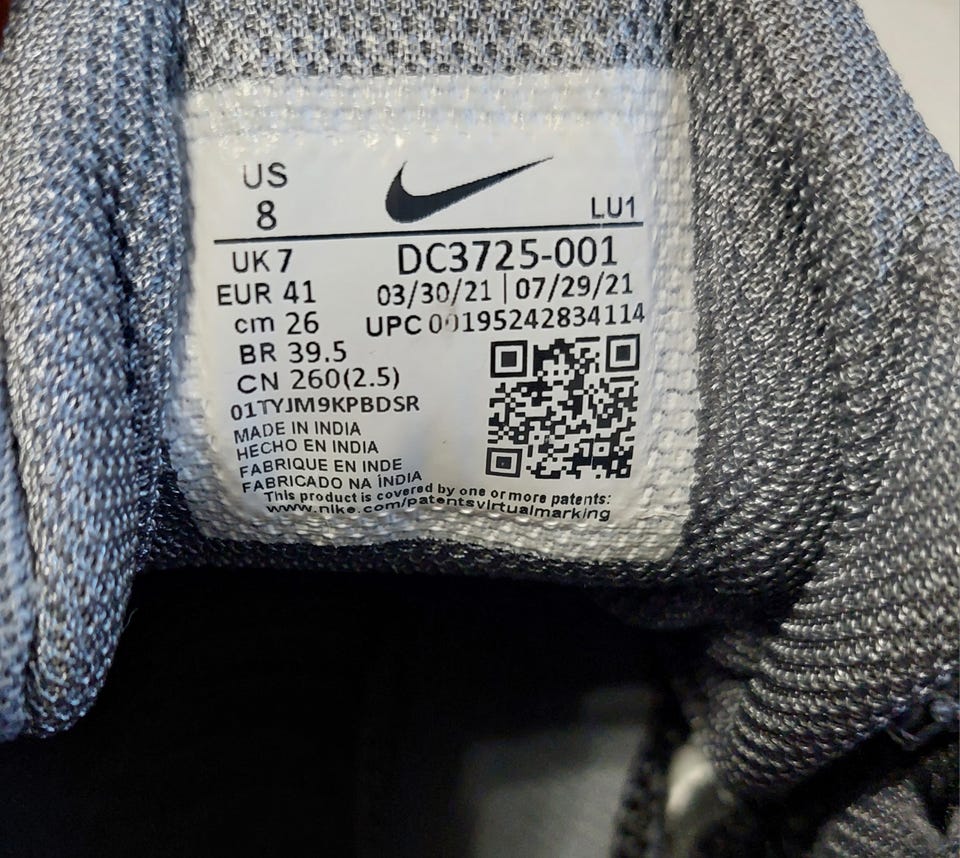 US
8
LU1
UK 7
DC3725-001
EUR 41
03/30/21 | 07/29/21
cm 26
UPC 00195242834114
BR 39.5
CN 260(2.5)
01TYJM9KPBDSR
MADE IN INDIA
HECHO EN INDIA
FABRIQUE EN INDE
FABRICADO NA ÍNDIA
This product is covered by one or more patents:
www.nike.com/patentsvirtualmarking